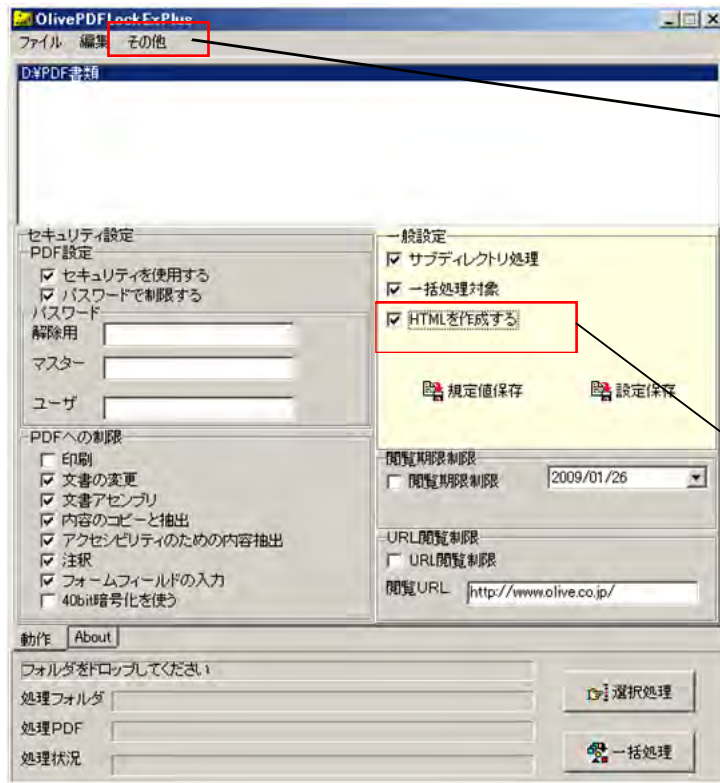 OlivePDFLockExPlus
ファイル 編集 その他
D:¥PDF書類
セキュリティ設定
PDF設定
セキュリティを使用する
パスワードで制限する
パスワード
解除用
マスター
ユーザ
PDFへの制限
印刷
文書の変更
文書アセンブリ
内容のコピーと抽出
アクセシビリティのための内容抽出
注釈
フォームフィールドの入力
40bit暗号化を使う
一般設定
サブディレクトリ処理
一括処理対象
HTMLを作成する
規定値保存 設定保存
閲覧期限制限
閲覧期限制限 2009/01/26
URL閲覧制限
URL閲覧制限
閲覧URL http://www.olive.co.jp/
動作 About
フォルダをドロップしてください
処理フォルダ
処理PDF
処理状況
選択処理
一括処理